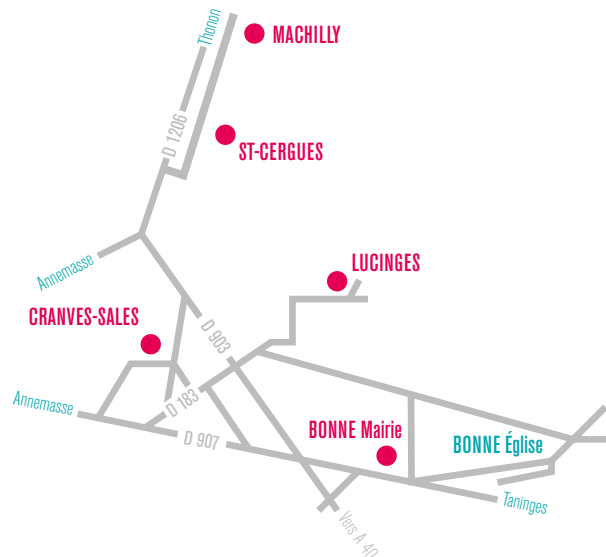 Thonon
MACHILLY
D 1206
ST-CERGUES
Annemasse
LUCINGES
CRANVES-SALES
D 903
Annemasse
D 183
D 907
BONNE Mairie
BONNE Église
Taninges
Vers A 40